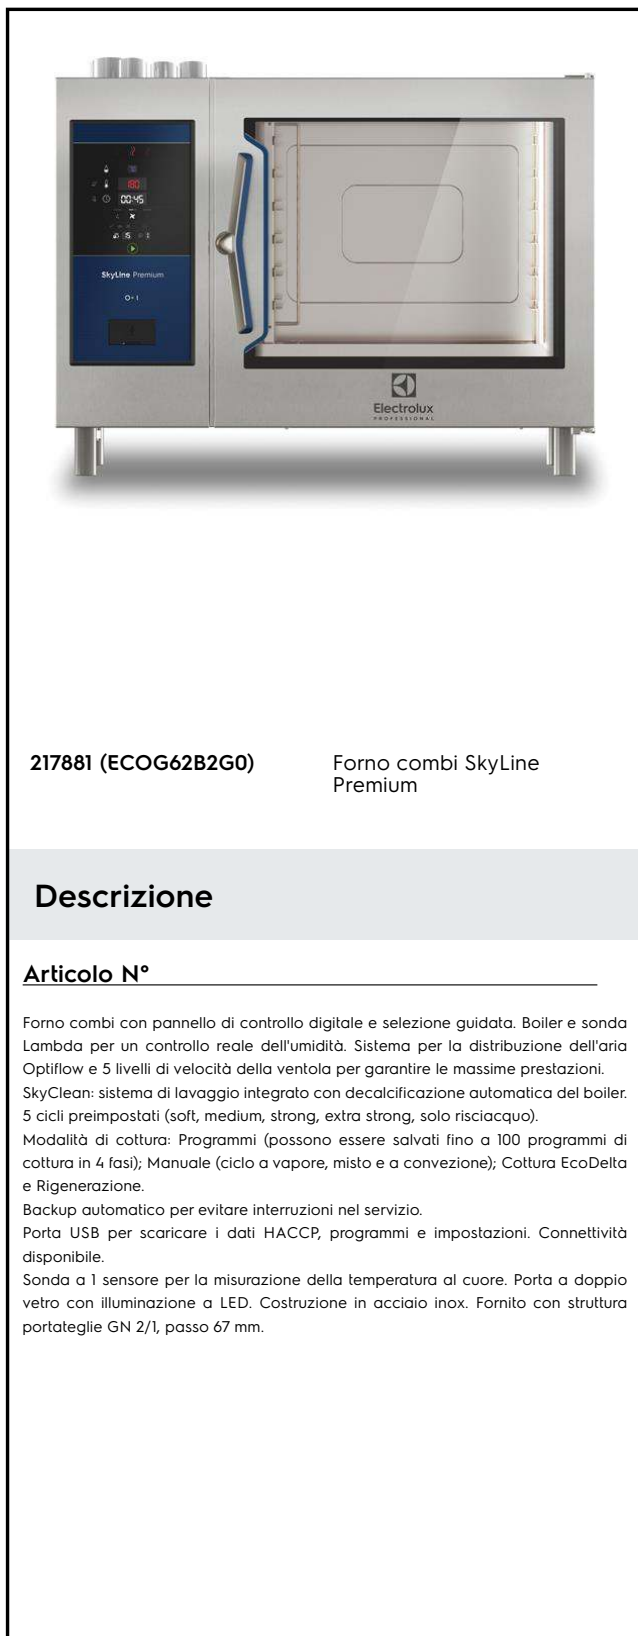 180
00:45
SkyLine Premium
Electrolux
PROFESSIONAL
217881 (ECOG62B2G0)
Forno combi SkyLine
Premium
Descrizione
Articolo N°
Forno combi con pannello di controllo digitale e selezione guidata. Boiler e sonda
Lambda per un controllo reale dell'umidità. Sistema per la distribuzione dell'aria
Optiflow e 5 livelli di velocità della ventola per garantire le massime prestazioni.
SkyClean: sistema di lavaggio integrato con decalcificazione automatica del boiler.
5 cicli preimpostati (soft, medium, strong, extra strong, solo risciacquo).
Modalità di cottura: Programmi (possono essere salvati fino a 100 programmi di
cottura in 4 fasi); Manuale (ciclo a vapore, misto e a convezione); Cottura EcoDelta
e Rigenerazione.
Backup automatico per evitare interruzioni nel servizio.
Porta USB per scaricare i dati HACCP, programmi e impostazioni. Connettività
disponibile.
Sonda a 1 sensore per la misurazione della temperatura al cuore. Porta a doppio
vetro con illuminazione a LED. Costruzione in acciaio inox. Fornito con struttura
portateglie GN 2/1, passo 67 mm.